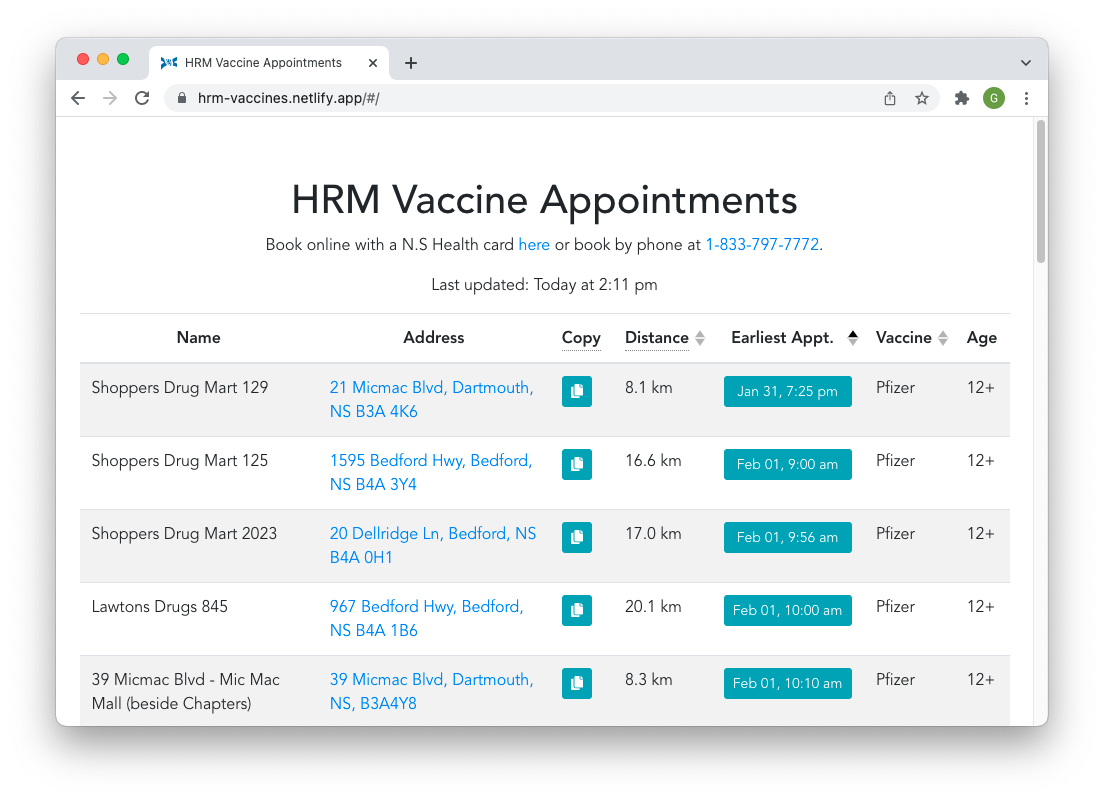 HRM Vaccine Appointments
hrm-vaccines.netlify.app/#/
G
HRM Vaccine Appointments
Book online with a N.S Health card here or book by phone at 1-833-797-7772.
Last updated: Today at 2:11 pm
Name Address Copy Distance Earliest Appt. Vaccine Age
Shoppers Drug Mart 129 21 Micmac Blvd, Dartmouth, 8.1 km Jan 31, 7:25 pm Pfizer 12+
NS B3A 4K6
Shoppers Drug Mart 125 1595 Bedford Hwy, Bedford, 16.6 km Feb 01, 9:00 am Pfizer 12+
NS B4A 3Y4
Shoppers Drug Mart 2023 20 Dellridge Ln, Bedford, NS 17.0 km Feb 01, 9:56 am Pfizer 12+
B4A 0H1
Lawtons Drugs 845 967 Bedford Hwy, Bedford, 20.1 km Feb 01, 10:00 am Pfizer 12+
NS B4A 1B6
39 Micmac Blvd - Mic Mac 39 Micmac Blvd, Dartmouth, 8.3 km Feb 01, 10:10 am Pfizer 12+
Mall (beside Chapters) NS, B3A4Y8